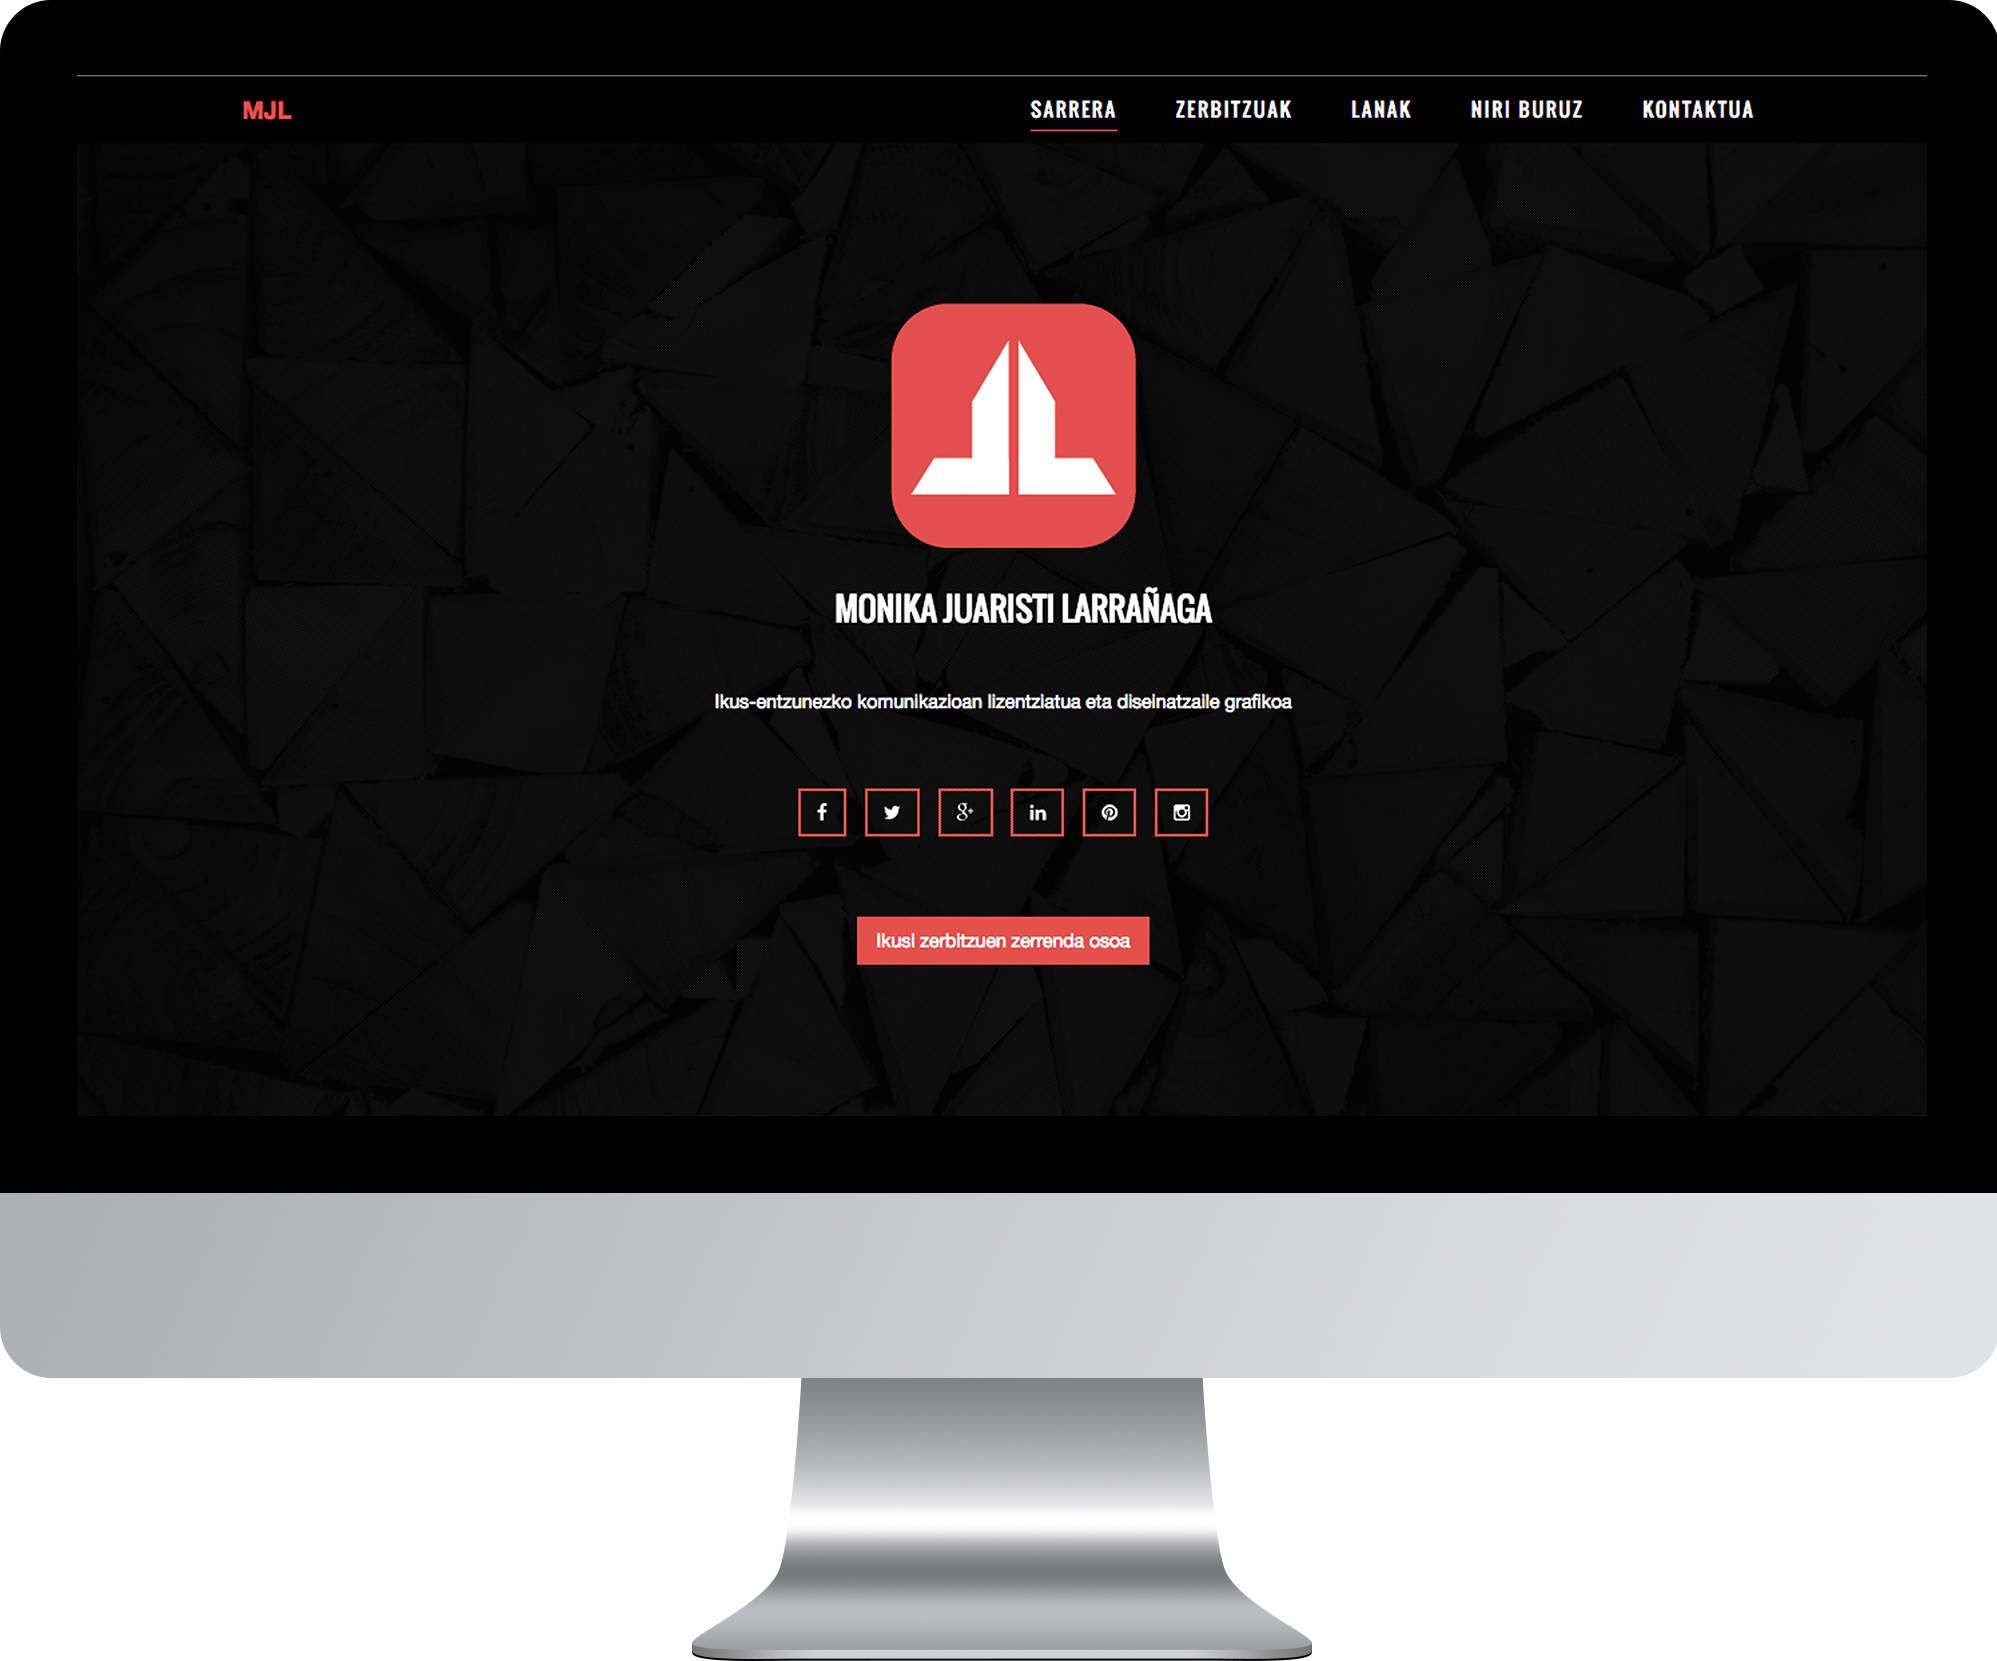 MJL
SARRERA ZERBITZUAK LANAK NIRI BURUZ KONTAKTUA
MONIKA JUARISTI LARRAÑAGA
Ikus-entzunezko komunikazioan lizentziatua eta diseinatzaile grafikoa
Ikusi zerbitzuen zerrenda osoa